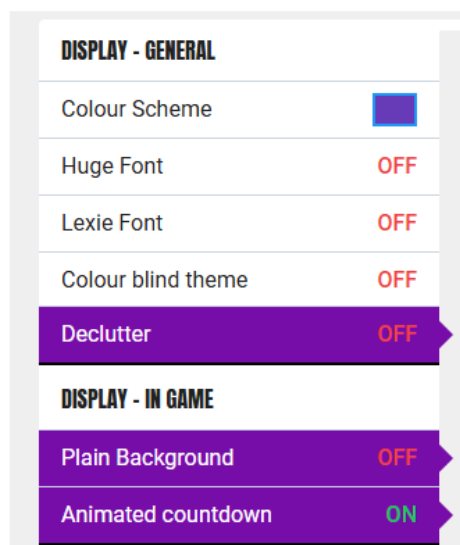 DISPLAY - GENERAL
Colour Scheme
Huge Font OFF
Lexie Font OFF
Colour blind theme OFF
Declutter OFF
DISPLAY - IN GAME
Plain Background OFF
Animated countdown ON